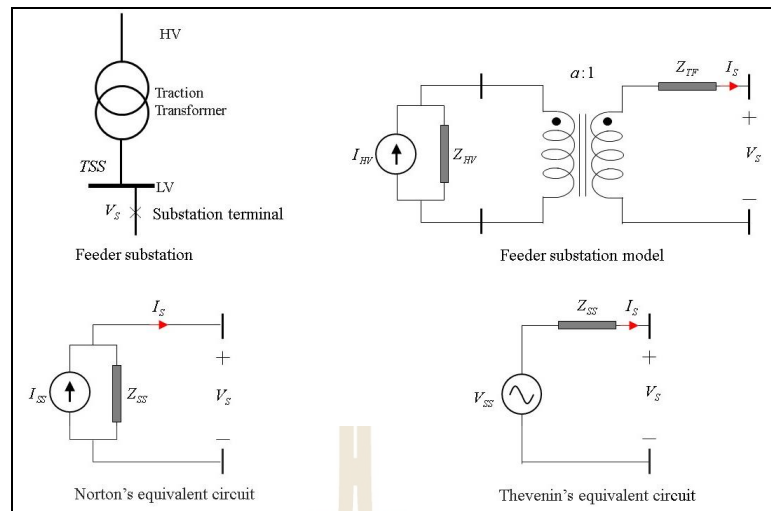 HV
Traction
Transformer
TSS
LV
V_S
Substation terminal
Feeder substation
a:1
Z_TF
I_S
I_HV
Z_HV
+
V_S
−
Feeder substation model
I_S
I_SS
Z_SS
+
V_S
−
Norton's equivalent circuit
Z_SS
I_S
V_SS
+
V_S
−
Thevenin's equivalent circuit